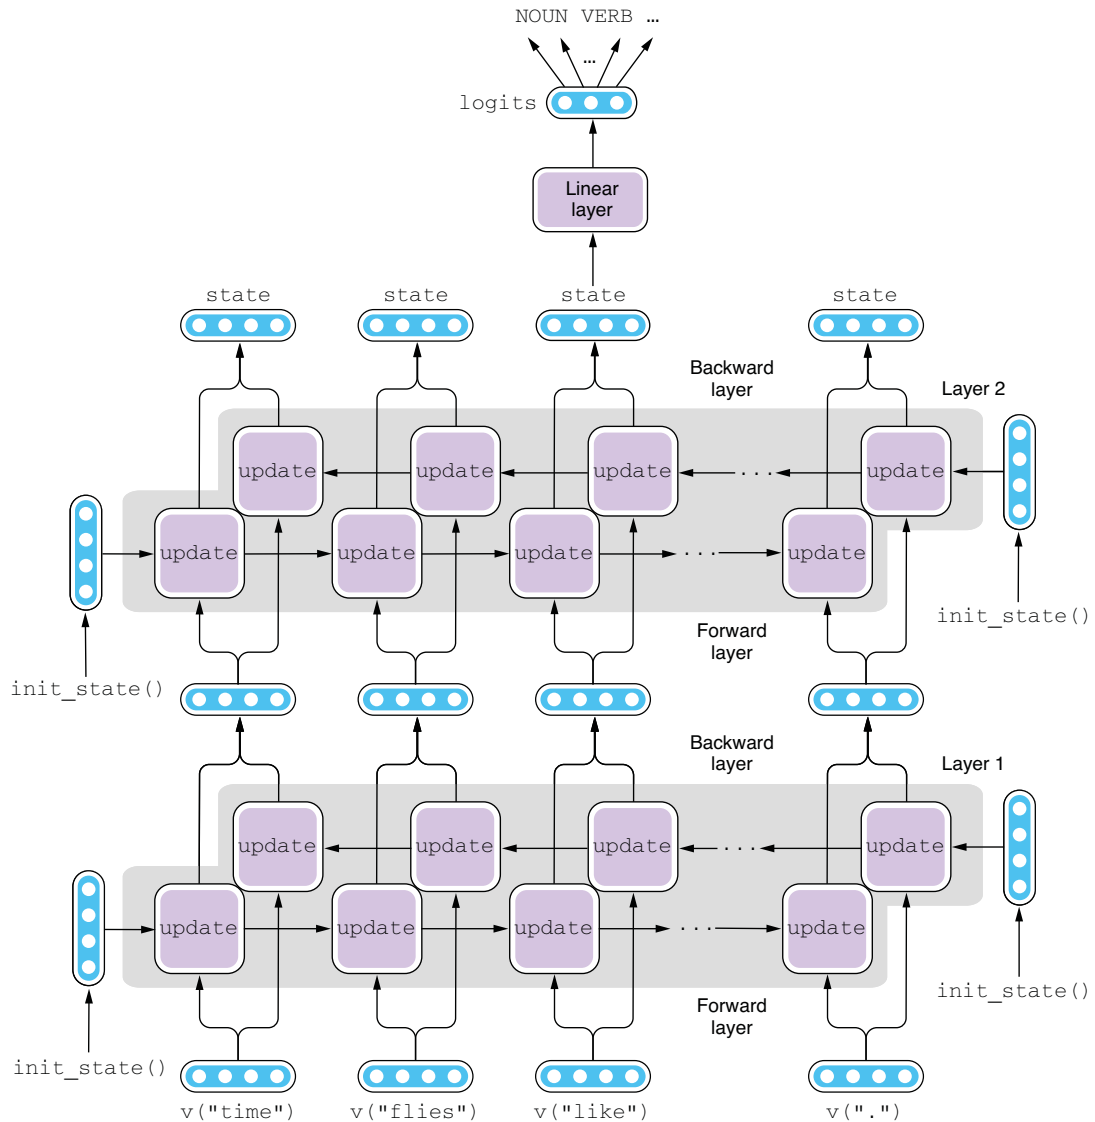 NOUN VERB …
...
logits
Linear
layer
state state state state
Backward
layer
Layer 2
update update update ... update
update update update ... update
init_state()
Forward
layer
init_state()
Backward
layer
Layer 1
update update update ... update
update update update ... update
init_state()
Forward
layer
init_state()
v("time") v("flies") v("like") v(".")